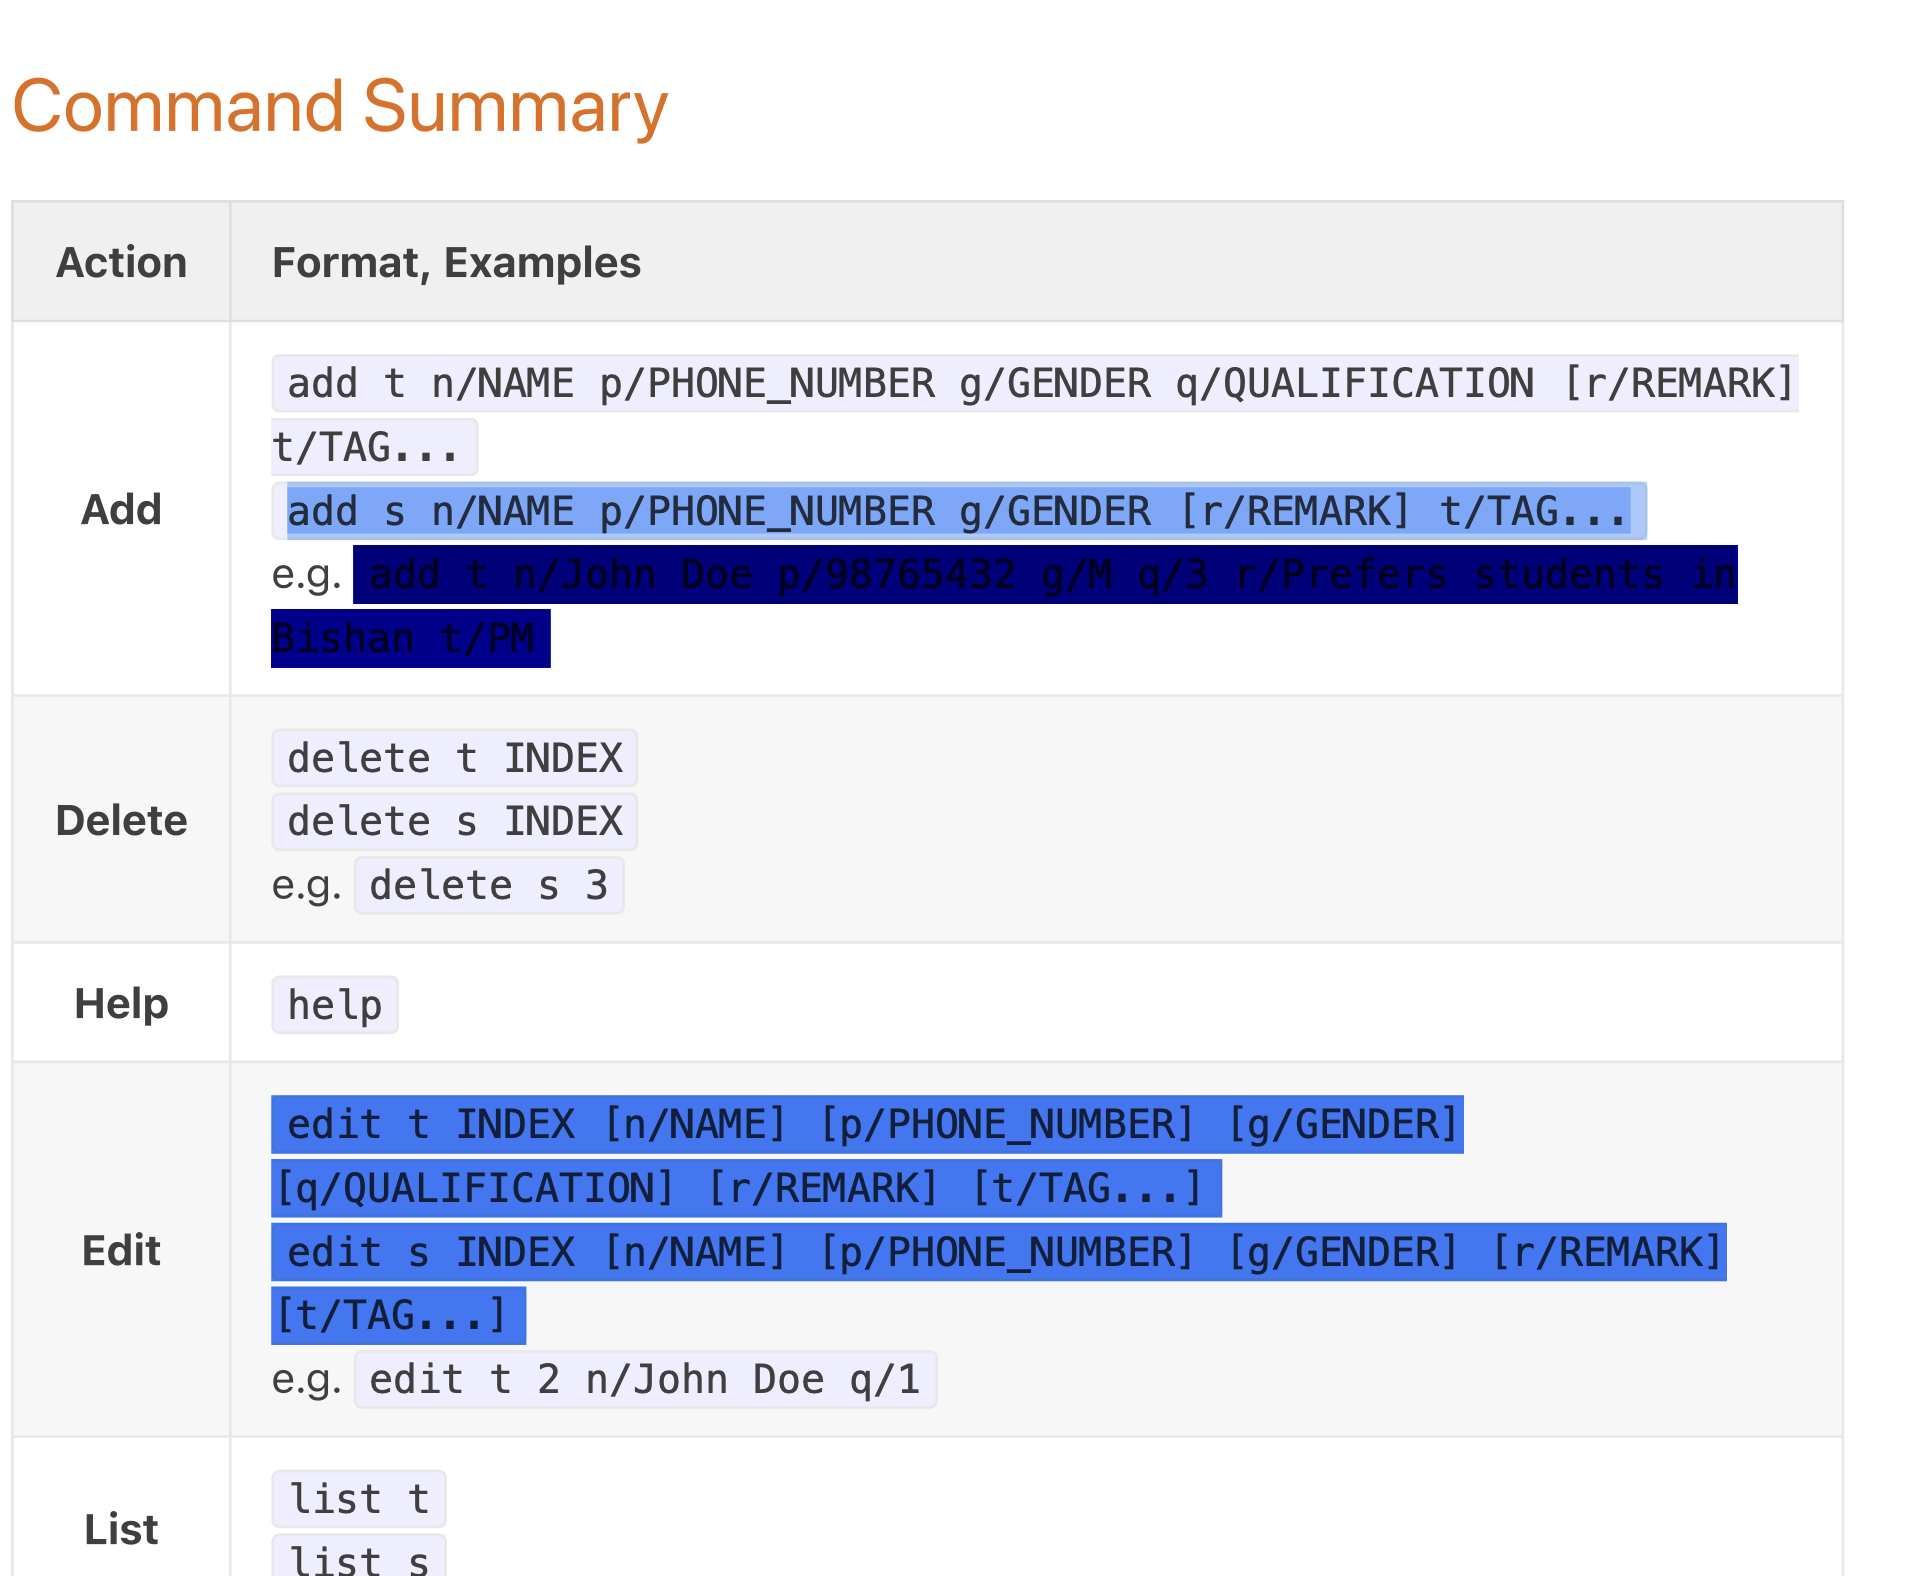 Command Summary
Action
Format, Examples
Add
add t n/NAME p/PHONE_NUMBER g/GENDER q/QUALIFICATION [r/REMARK]
t/TAG...
add s n/NAME p/PHONE_NUMBER g/GENDER [r/REMARK] t/TAG...
e.g. add t n/John Doe p/98765432 g/M q/3 r/Prefers students in
Bishan t/PM
Delete
delete t INDEX
delete s INDEX
e.g. delete s 3
Help
help
Edit
edit t INDEX [n/NAME] [p/PHONE_NUMBER] [g/GENDER]
[q/QUALIFICATION] [r/REMARK] [t/TAG...]
edit s INDEX [n/NAME] [p/PHONE_NUMBER] [g/GENDER] [r/REMARK]
[t/TAG...]
e.g. edit t 2 n/John Doe q/1
List
list t
list s